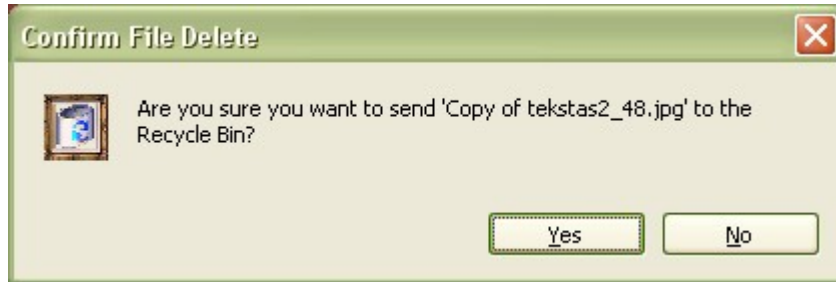 Confirm File Delete
Are you sure you want to send 'Copy of tekstas2_48.jpg' to the
Recycle Bin?
Yes No